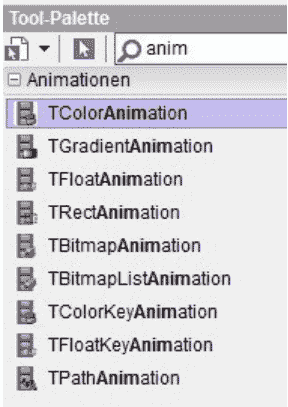 Tool-Palette
anim
Animationen
TColorAnimation
TGradientAnimation
TFloatAnimation
TRectAnimation
TBitmapAnimation
TBitmapListAnimation
TColorKeyAnimation
TFloatKeyAnimation
TPathAnimation